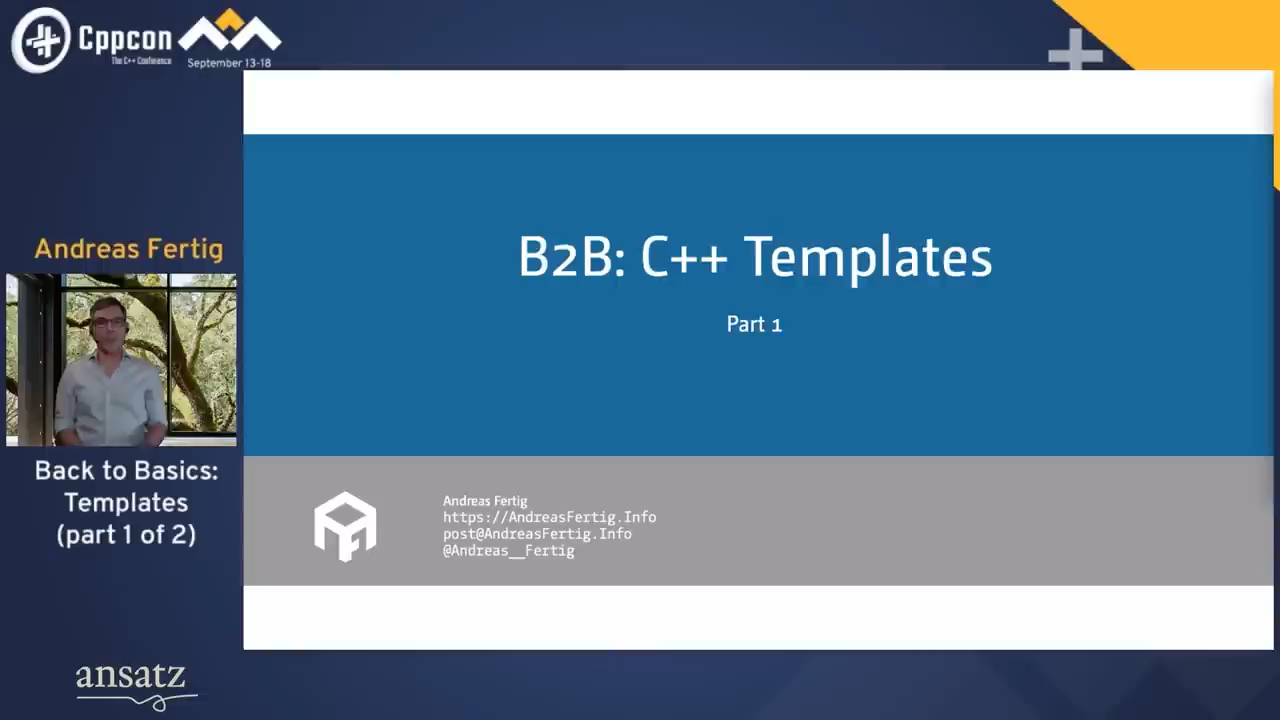 Cppcon
The C++ Conference
September 13-18
Andreas Fertig
Back to Basics:
Templates
(part 1 of 2)
ansatz
B2B: C++ Templates
Part 1
Andreas Fertig
https://AndreasFertig.Info
post@AndreasFertig.Info
@Andreas__Fertig